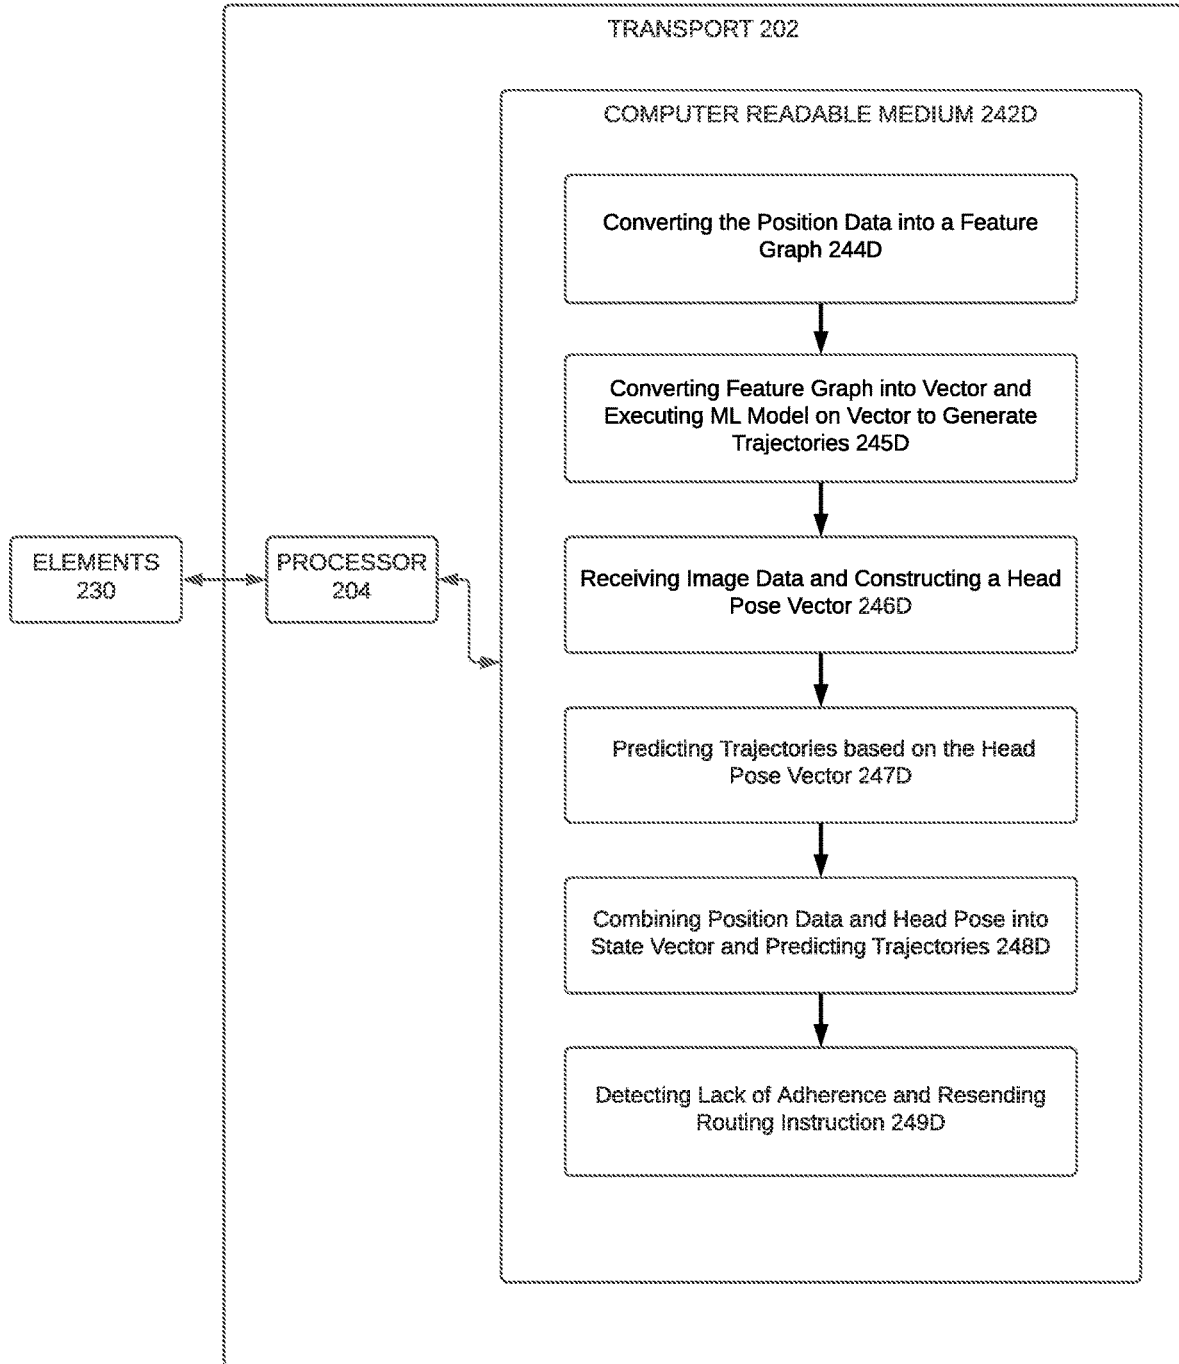 TRANSPORT 202
COMPUTER READABLE MEDIUM 242D
Converting the Position Data into a Feature
Graph 244D
Converting Feature Graph into Vector and
Executing ML Model on Vector to Generate
Trajectories 245D
ELEMENTS
230
PROCESSOR
204
Receiving Image Data and Constructing a Head
Pose Vector 246D
Predicting Trajectories based on the Head
Pose Vector 247D
Combining Position Data and Head Pose into
State Vector and Predicting Trajectories 248D
Detecting Lack of Adherence and Resending
Routing Instruction 249D